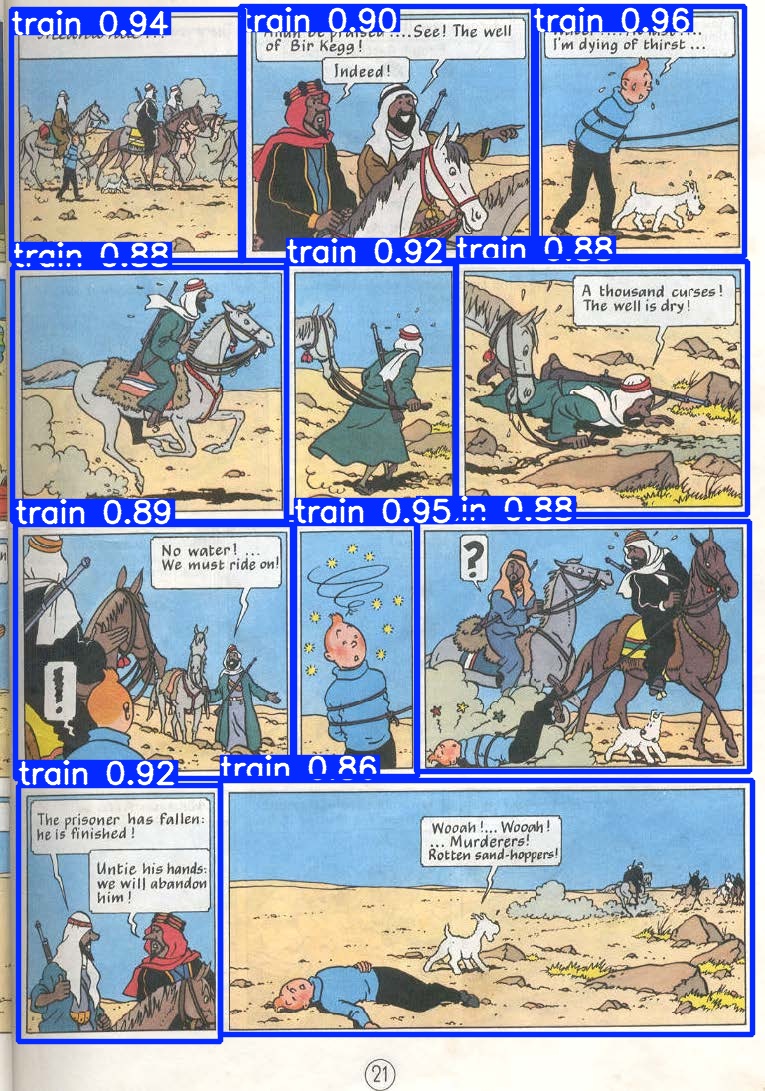 train 0.94
train 0.90
train 0.96
of Bir Kegg!
....See! The well
Indeed!
I'm dying of thirst ...
train 0.88
train 0.92
train 0.88
A thousand curses!
The well is dry!
train 0.89
train 0.95
in 0.88
No water! ...
We must ride on!
?
!
train 0.92
train 0.86
The prisoner has fallen:
he is finished!
Untie his hands:
we will abandon
him!
Wooah!... Wooah!
... Murderers!
Rotten sand-hoppers!
21